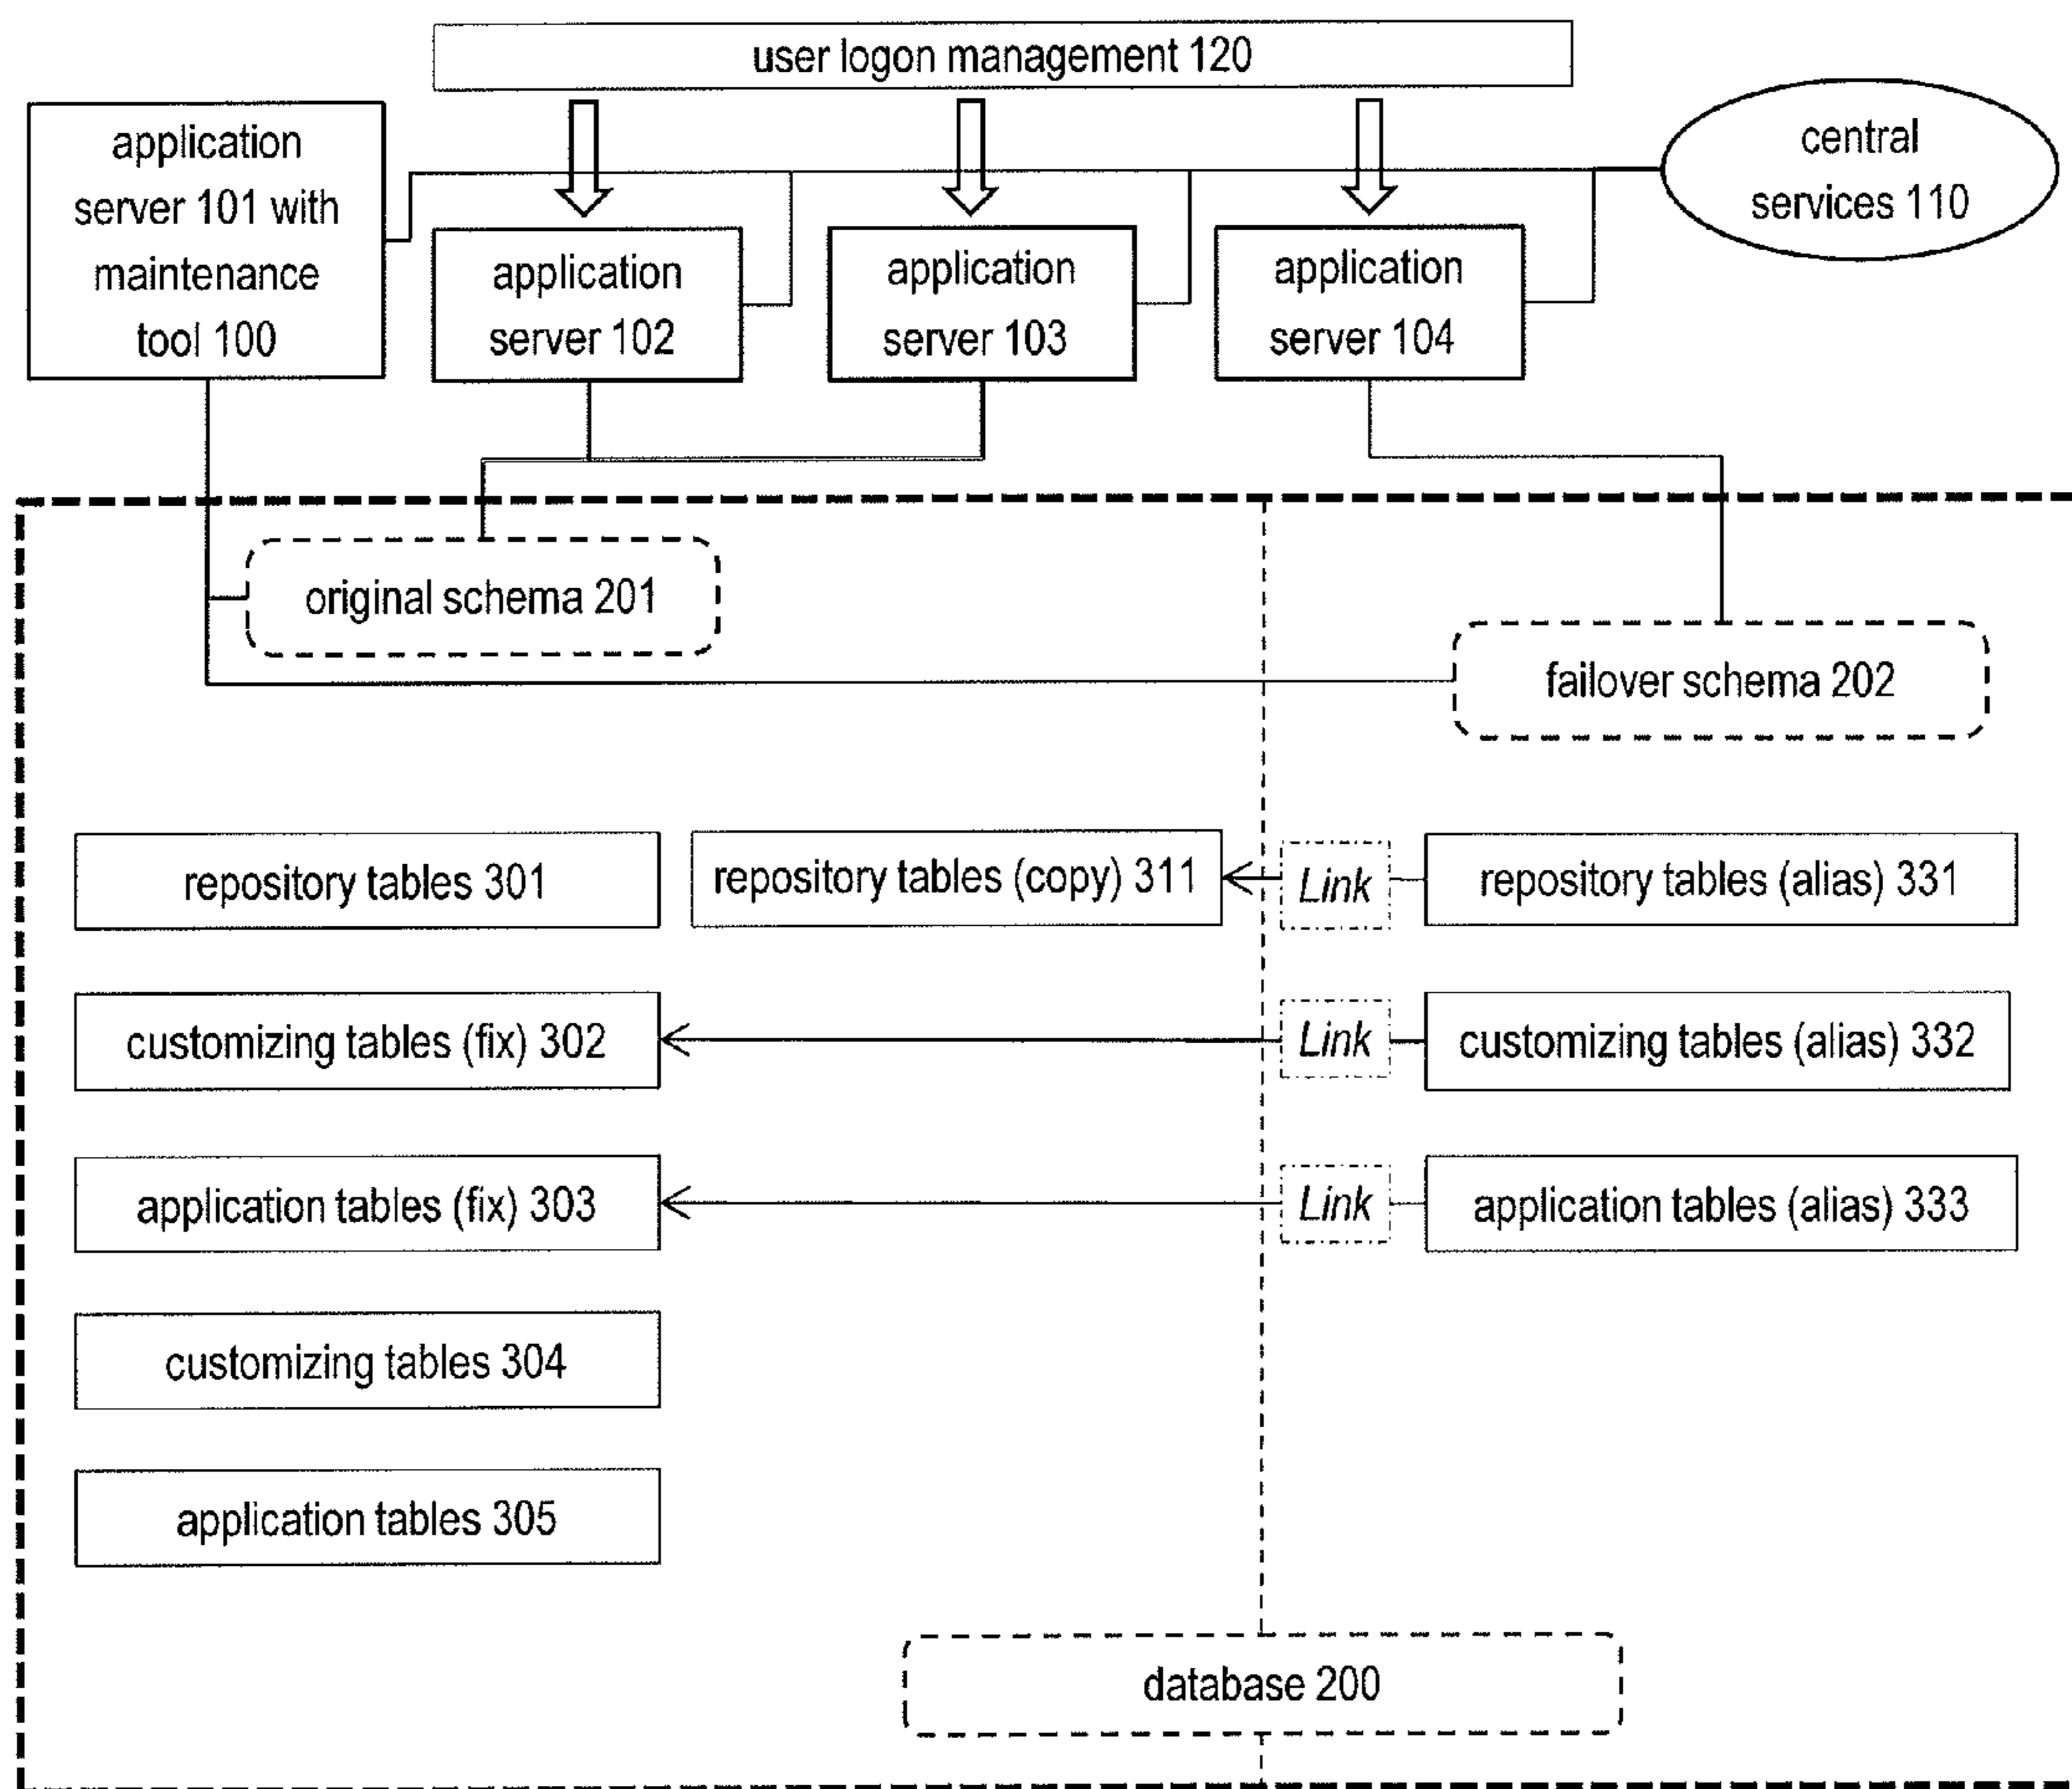 user logon management 120
application
server 101 with
maintenance
tool 100
application
server 102
application
server 103
application
server 104
central
services 110
original schema 201
failover schema 202
repository tables 301
repository tables (copy) 311
Link
repository tables (alias) 331
customizing tables (fix) 302
Link
customizing tables (alias) 332
application tables (fix) 303
Link
application tables (alias) 333
customizing tables 304
application tables 305
database 200